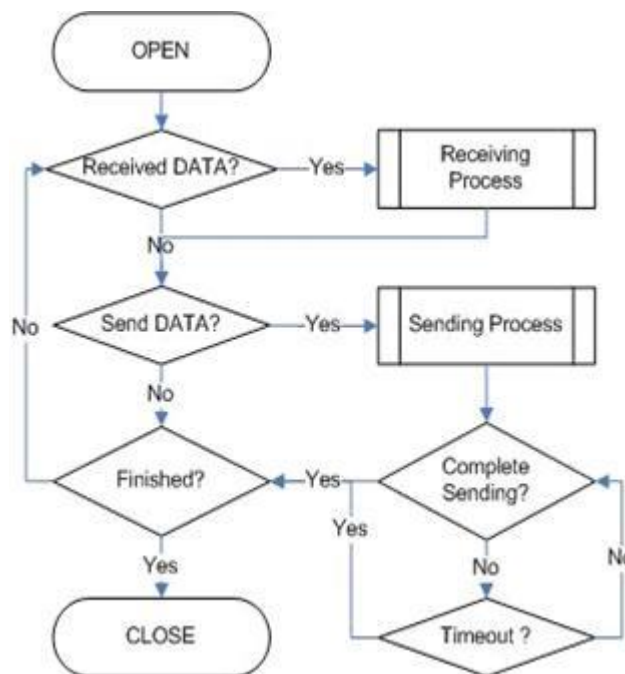 OPEN
Received DATA?
Yes
Receiving
Process
No
Send DATA?
Yes
Sending Process
No
No
Finished?
Yes
Complete
Sending?
Yes
No
No
Yes
CLOSE
Timeout ?